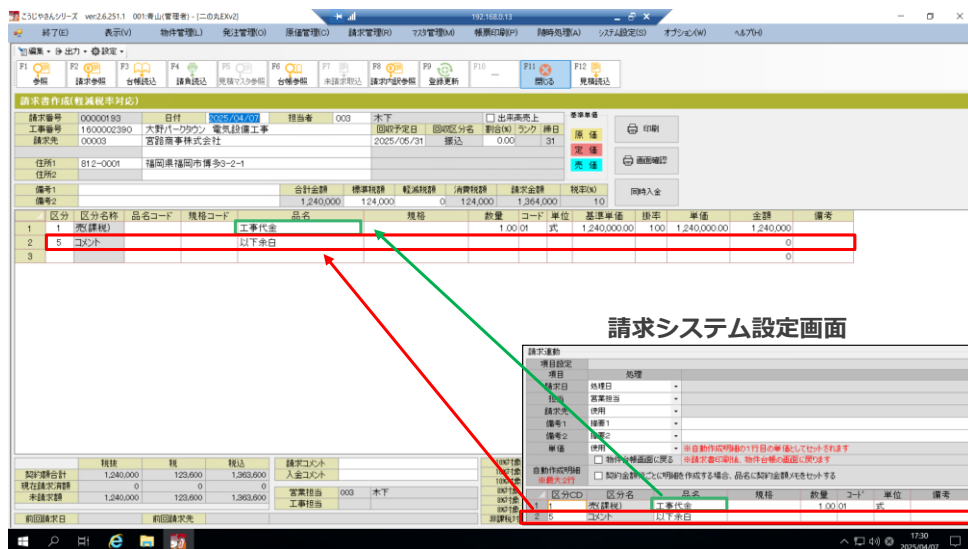 こうじやさんシリーズ ver.2.6.251.1 001:青山(管理者) - [二の丸EXv2]
192.168.0.13
終了(E) 表示(V) 物件管理(L) 発注管理(O) 原価管理(C) 請求管理(R) マスタ管理(M) 帳票印刷(P) 随時処理(A) システム設定(S) オプション(W) ヘルプ(H)
編集 出力 設定
F1 参照 F2 請求参照 F3 台帳読込 F4 請負読込 F5 見積マスタ参照 F6 台帳参照 F7 未請求取込 F8 請求内訳参照 F9 登録更新 F10 F11 閉じる F12 見積読込
請求書作成(軽減税率対応)
請求番号 00000193 日付 2025/04/07 担当者 003 木下 □出来高売上 基準単価
工事番号 1600002390 大野パークタウン 電気設備工事 回収予定日 回収区分名 割合(%) ランク 締日 原価 印刷
請求先 00003 宮路商事株式会社 2025/05/31 振込 0.00 31
定価
住所1 812-0001 福岡県福岡市博多3-2-1 売価 画面確認
住所2
備考1 合計金額 標準税額 軽減税額 消費税額 請求金額 税率(%) 同時入金
備考2 1,240,000 124,000 0 124,000 1,364,000 10
区分 区分名称 品名コード 規格コード 品名 規格 数量 コード 単位 基準単価 掛率 単価 金額 備考
1 1 売(課税) 工事代金 1.00 01 式 1,240,000.00 100 1,240,000.00 1,240,000
2 5 コメント 以下余白 0
3 0
請求システム設定画面
請求連動
項目設定
項目 処理
請求日 処理日
担当 営業担当
請求先 使用
備考1 摘要1
備考2 摘要2
単価 使用 ※自動作成明細の1行目の単価としてセットされます
□物件台帳画面に戻る ※請求書印刷後、物件台帳の画面に戻ります
自動作成明細 □契約金額毎ごとに明細を作成する場合、品名に契約金額メモをセットする
※最大2行
区分CD 区分名 品名 規格 数量 コード 単位 備考
1 1 売(課税) 工事代金 1.00 01 式
2 5 コメント 以下余白
税抜 税 税込 請求コメント
契約額合計 1,240,000 123,600 1,363,600 入金コメント
現在請求済額 0 0 0
未請求額 1,240,000 123,600 1,363,600 営業担当 003 木下
工事担当
前回請求日 前回請求先
17:30
2025/04/07